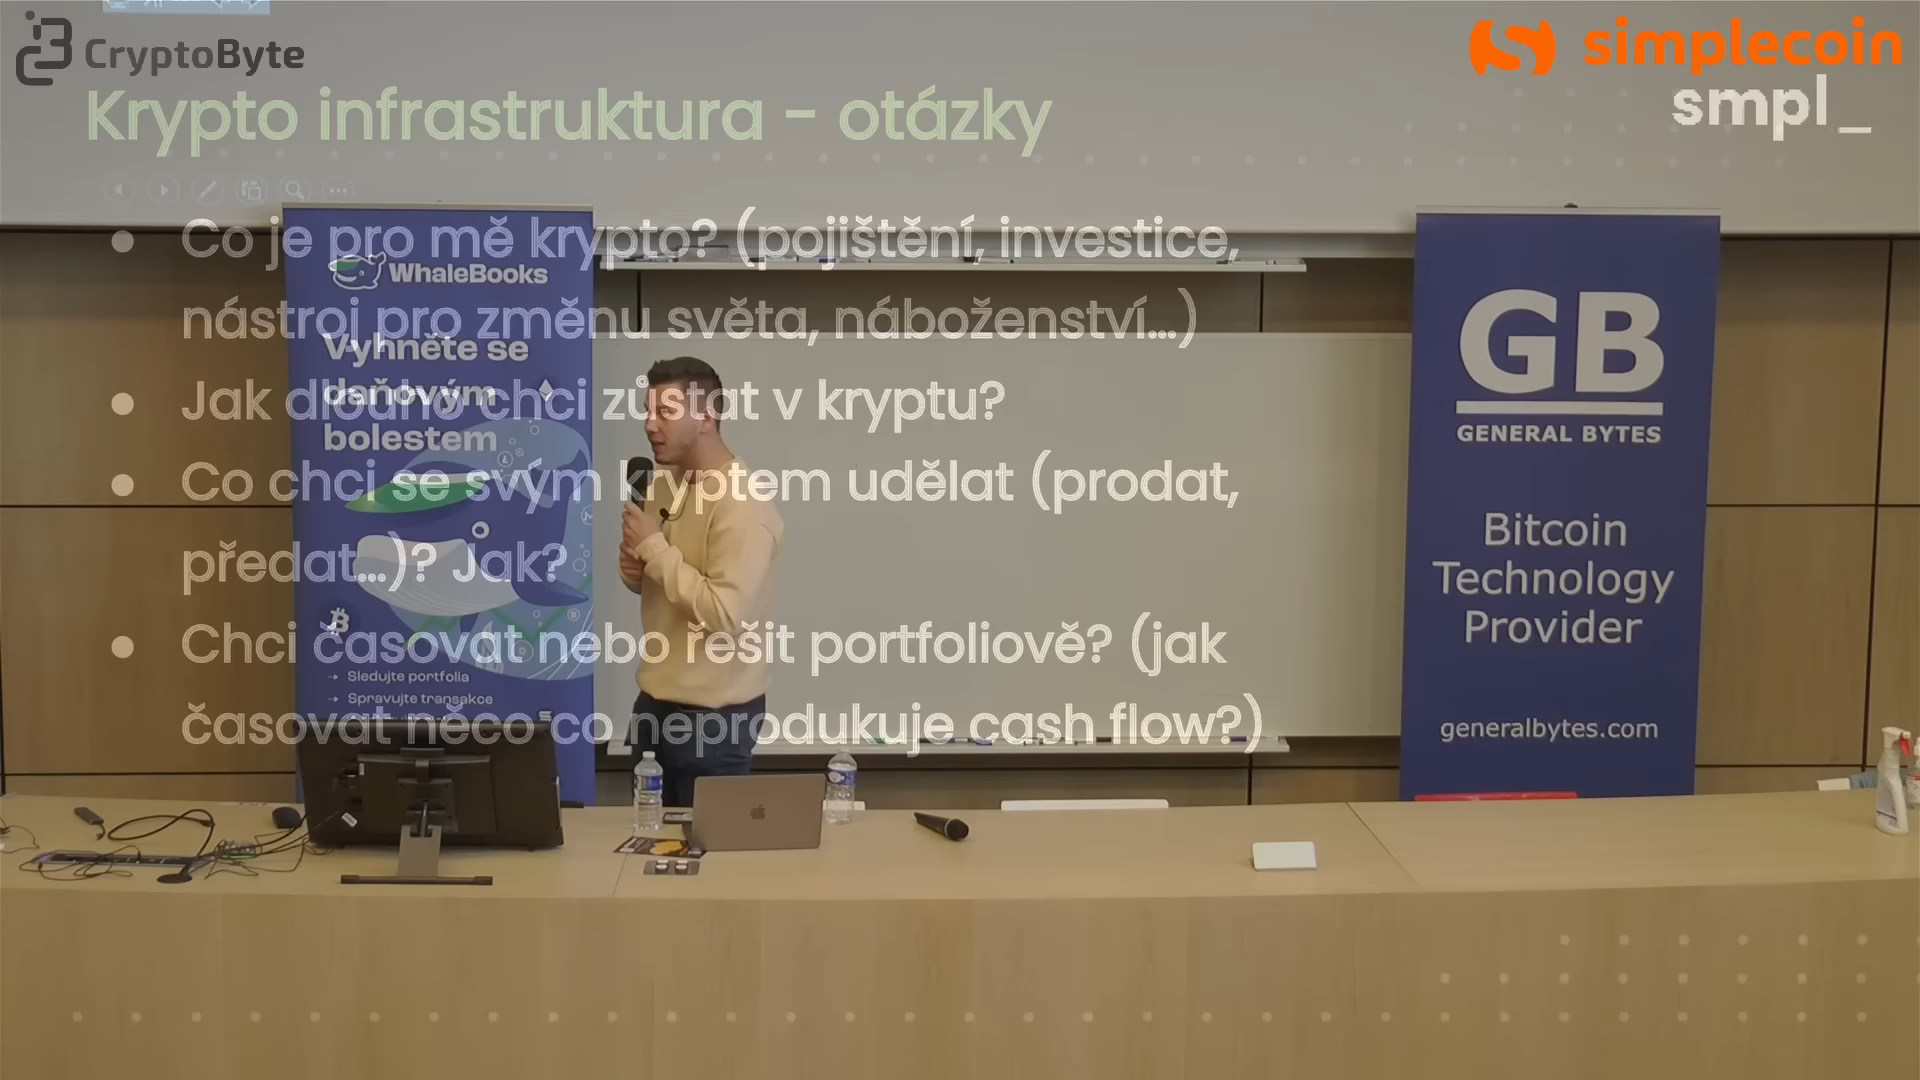 CryptoByte
simplecoin
smpl_
Krypto infrastruktura - otázky
Co je pro mě krypto? (pojištění, investice,
nástroj pro změnu světa, náboženství...)
Jak dlouho chci zůstat v kryptu?
Co chci se svým kryptem udělat (prodat,
předat...)? Jak?
Chci časovat nebo řešit portfoliově? (jak
časovat něco co neprodukuje cash flow?)
WhaleBooks
Vyhněte se
daňovým
bolestem
→ Sledujte portfolia
→ Spravujte transakce
GB
GENERAL BYTES
Bitcoin
Technology
Provider
generalbytes.com